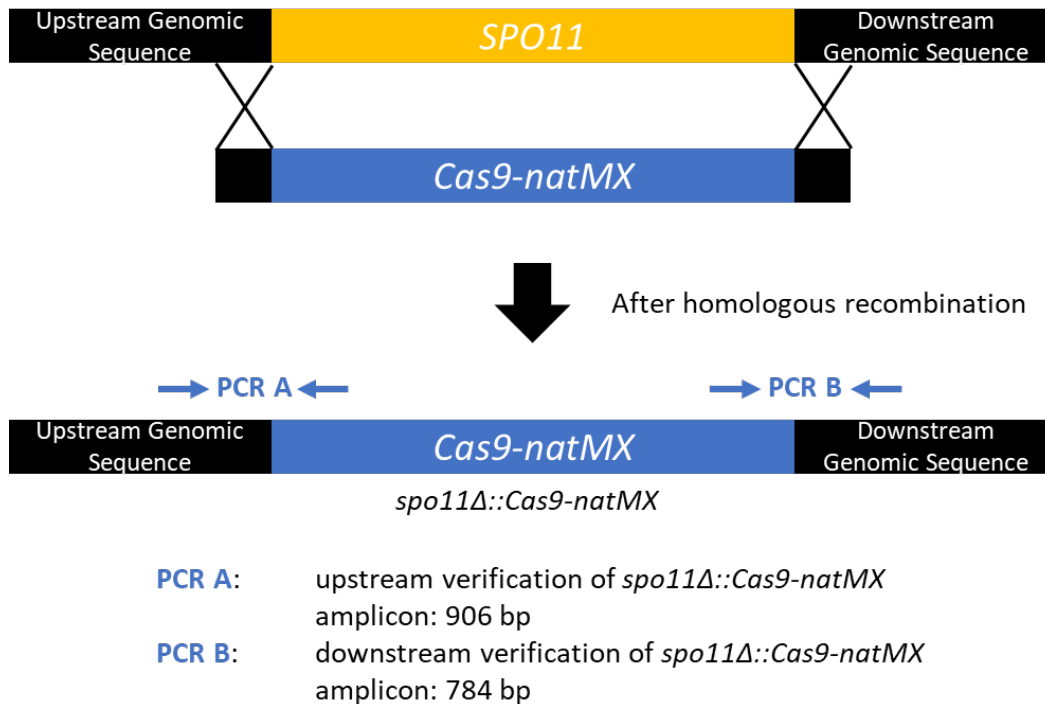 Upstream Genomic
Sequence
SPO11
Downstream
Genomic Sequence
Cas9-natMX
After homologous recombination
PCR A
PCR B
Upstream Genomic
Sequence
Cas9-natMX
Downstream
Genomic Sequence
spo11Δ::Cas9-natMX
PCR A: upstream verification of spo11Δ::Cas9-natMX
amplicon: 906 bp
PCR B: downstream verification of spo11Δ::Cas9-natMX
amplicon: 784 bp